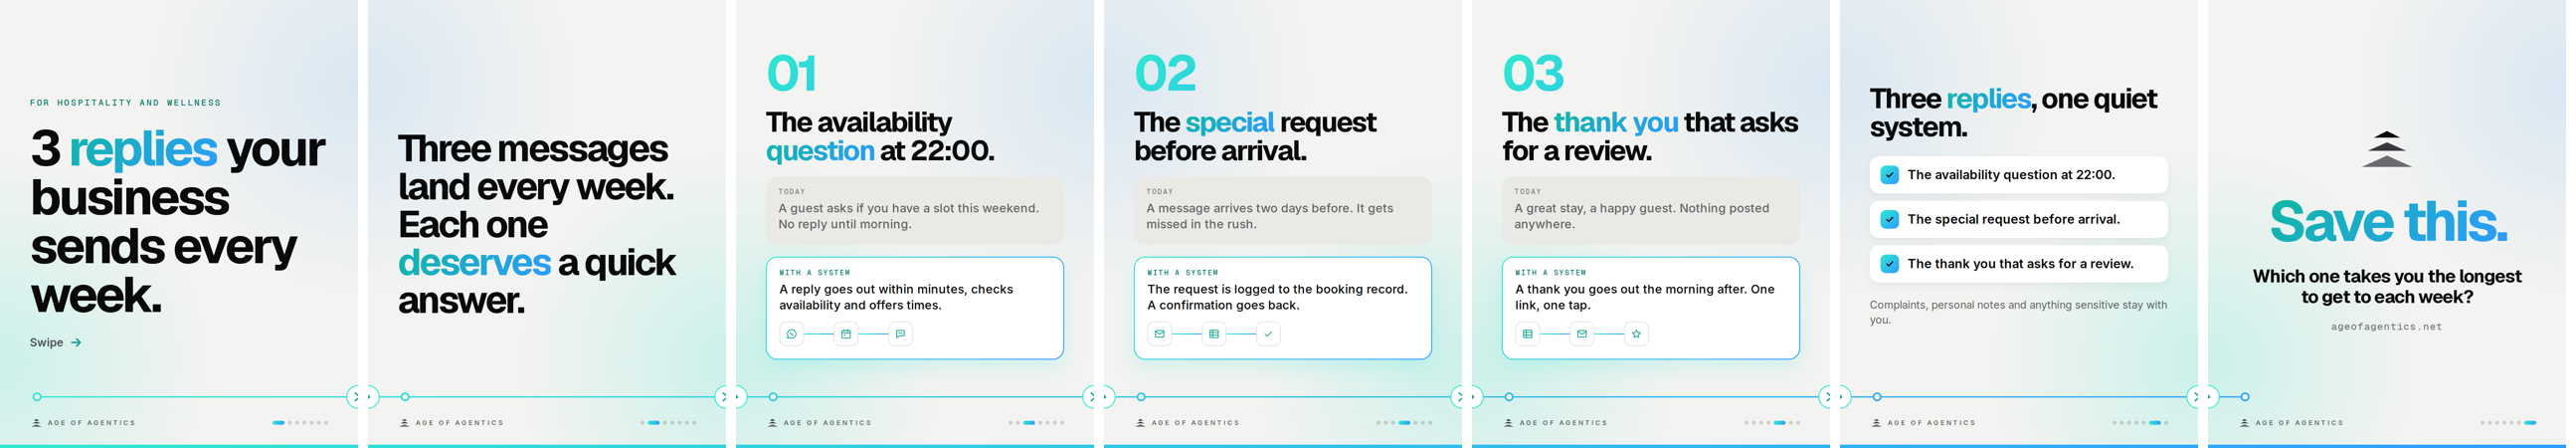 FOR HOSPITALITY AND WELLNESS
3 replies your
business
sends every
week.
Swipe
AGE OF AGENTICS
Three messages
land every week.
Each one
deserves a quick
answer.
AGE OF AGENTICS
01
The availability
question at 22:00.
TODAY
A guest asks if you have a slot this weekend.
No reply until morning.
WITH A SYSTEM
A reply goes out within minutes, checks
availability and offers times.
AGE OF AGENTICS
02
The special request
before arrival.
TODAY
A message arrives two days before. It gets
missed in the rush.
WITH A SYSTEM
The request is logged to the booking record.
A confirmation goes back.
AGE OF AGENTICS
03
The thank you that asks
for a review.
TODAY
A great stay, a happy guest. Nothing posted
anywhere.
WITH A SYSTEM
A thank you goes out the morning after. One
link, one tap.
AGE OF AGENTICS
Three replies, one quiet
system.
The availability question at 22:00.
The special request before arrival.
The thank you that asks for a review.
Complaints, personal notes and anything sensitive stay with
you.
AGE OF AGENTICS
Save this.
Which one takes you the longest
to get to each week?
ageofagentics.net
AGE OF AGENTICS